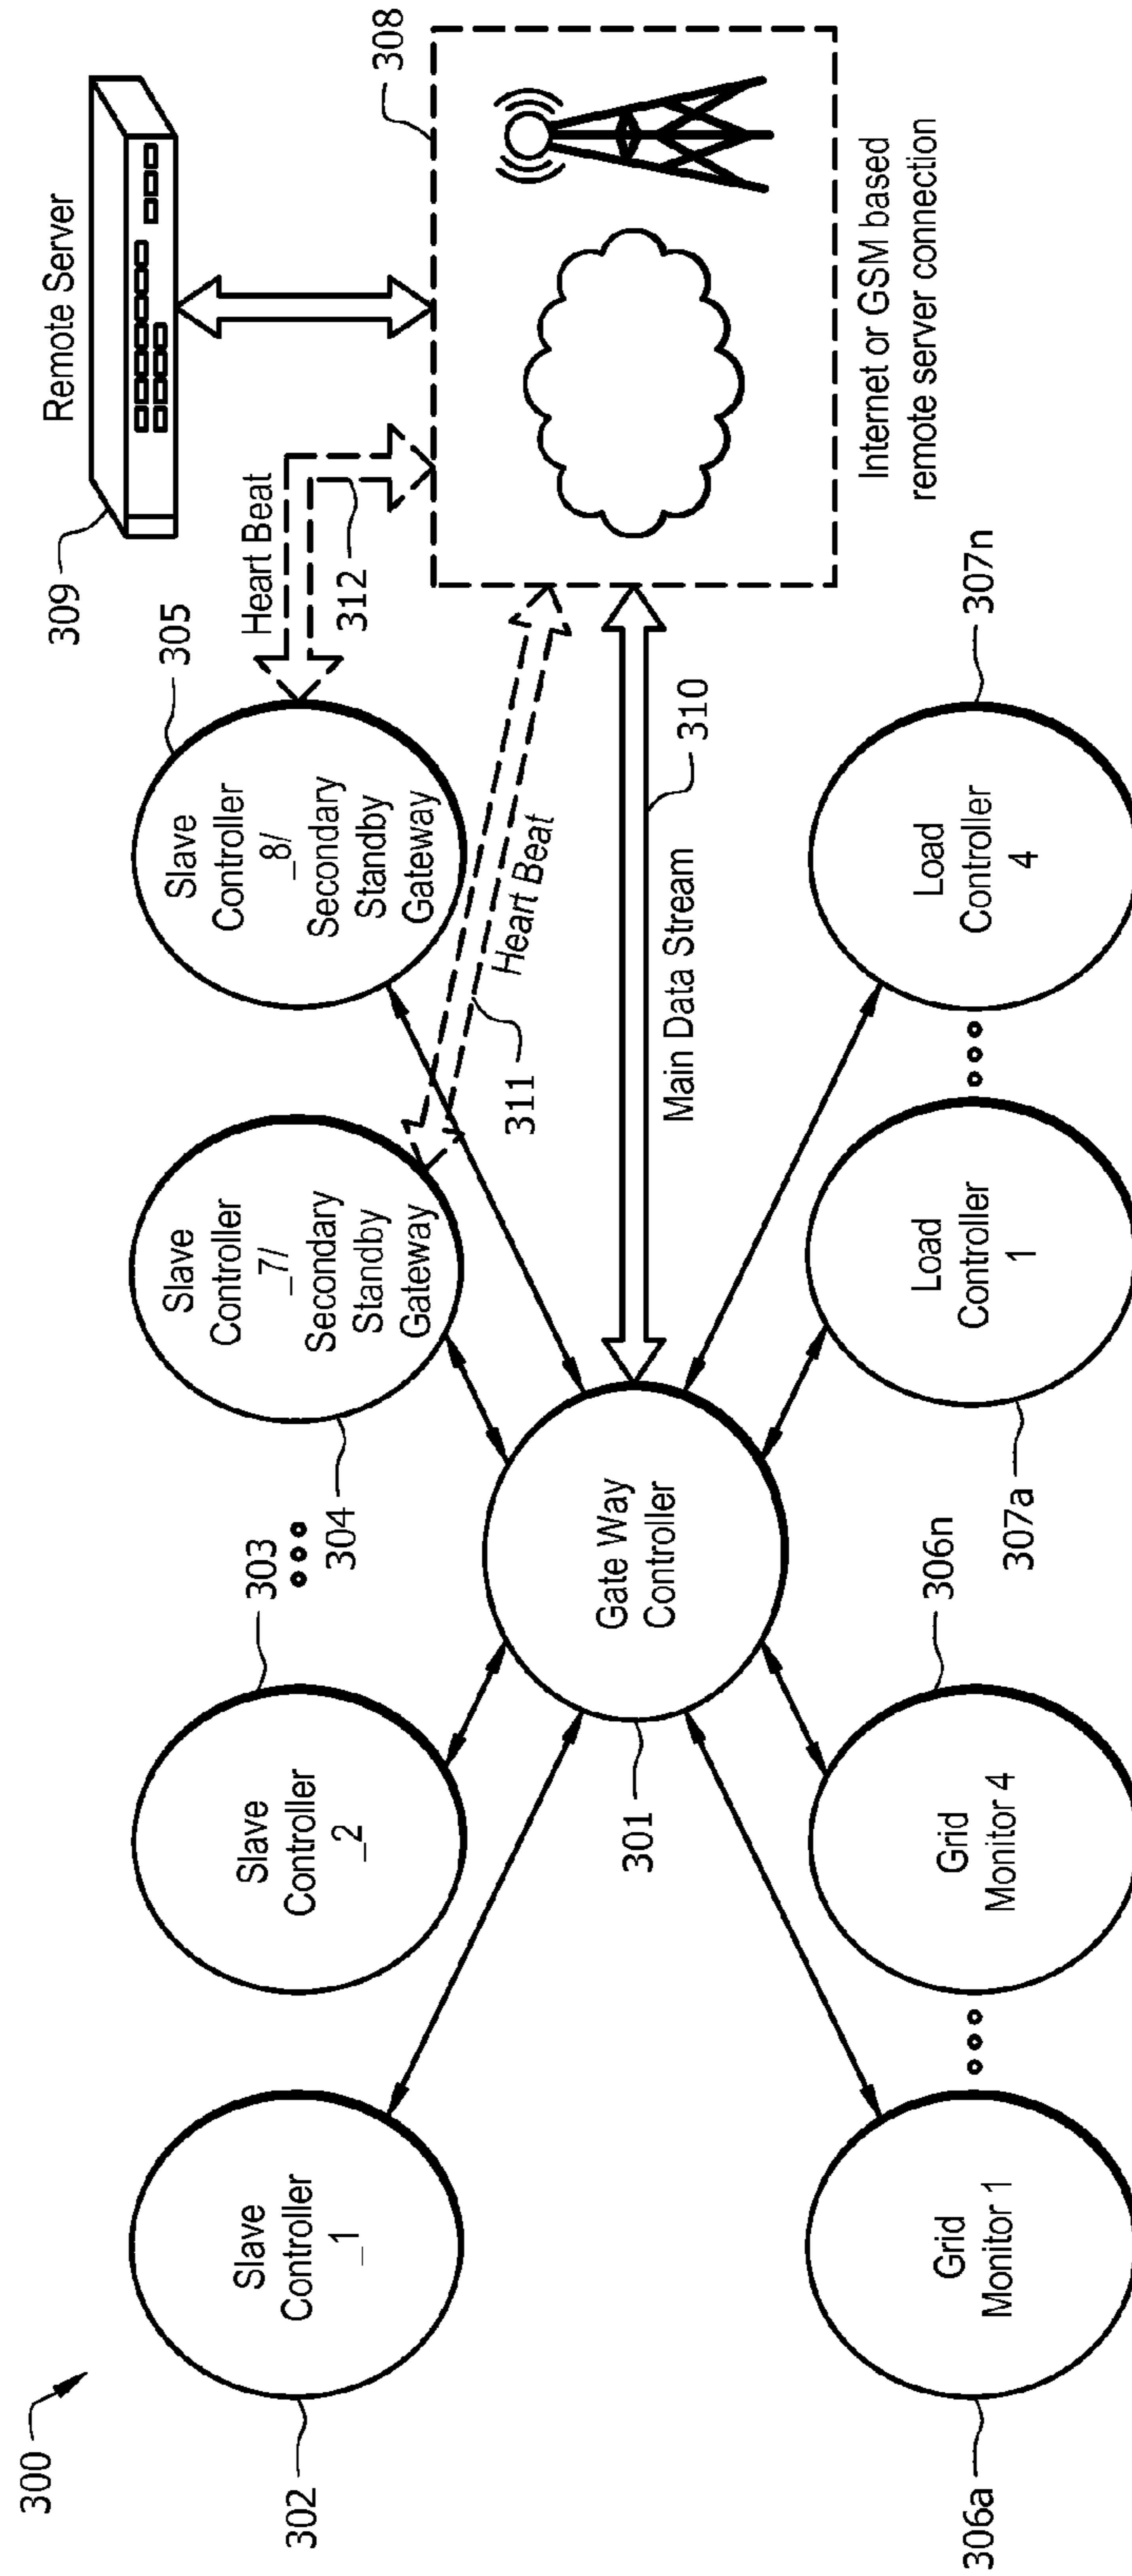 300
302
Slave
Controller
_1
303
Slave
Controller
_2
304
Slave
Controller
_7/
Secondary
Standby
Gateway
305
Slave
Controller
_8/
Secondary
Standby
Gateway
309
Remote Server
Heart Beat
312
308
Heart Beat
311
301
Gate Way
Controller
Main Data Stream
310
Internet or GSM based
remote server connection
306a
Grid
Monitor 1
306n
Grid
Monitor 4
307a
Load
Controller
1
307n
Load
Controller
4